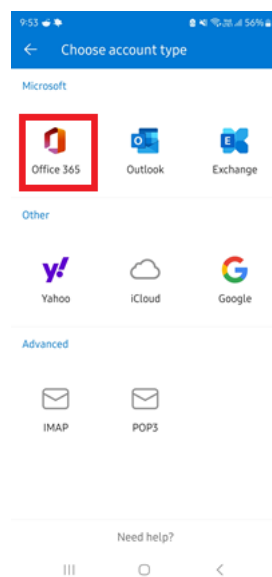 9:53
56%
Choose account type
Microsoft
Office 365 Outlook Exchange
Other
Yahoo iCloud Google
Advanced
IMAP POP3
Need help?